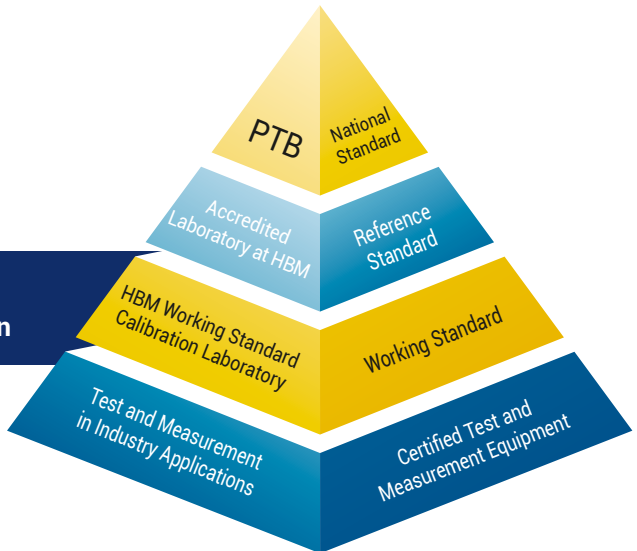 PTB
National
Standard
Accredited
Laboratory at HBM
Reference
Standard
HBM Working Standard
Calibration Laboratory
Working Standard
n
Test and Measurement
in Industry Applications
Certified Test and
Measurement Equipment